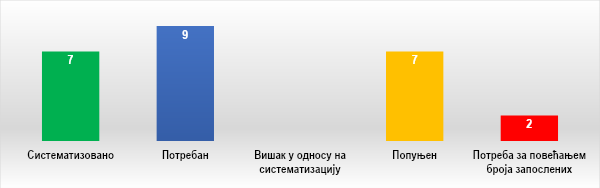 7
9
7
2
Систематизовано
Потребан
Вишак у односу на
систематизацију
Попуњен
Потреба за повећањем
броја запослених